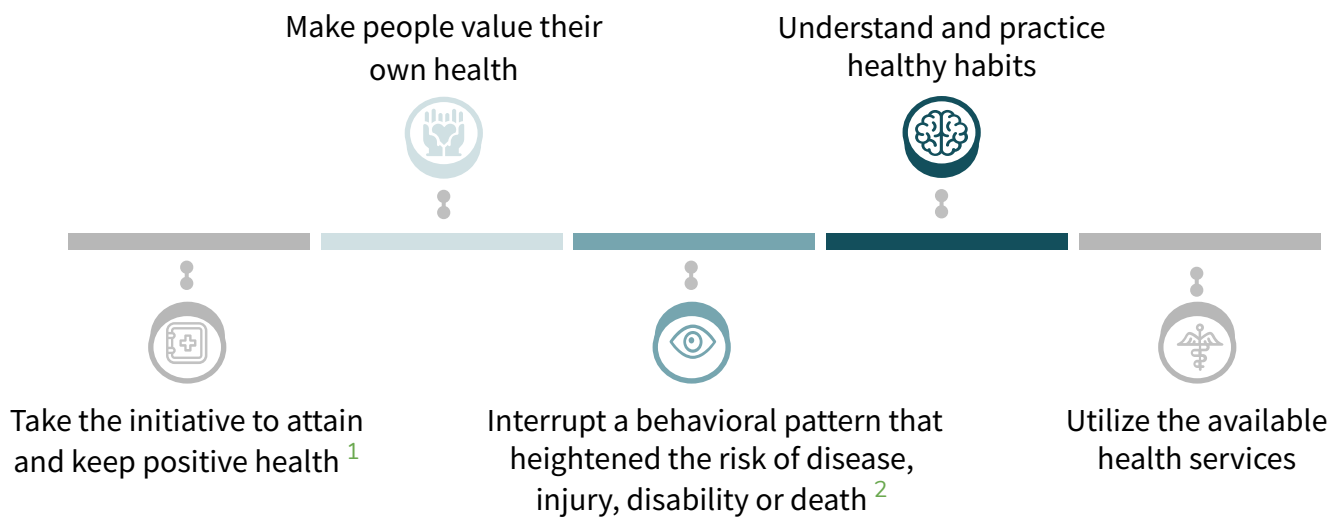 Make people value their
own health
Understand and practice
healthy habits
Take the initiative to attain
and keep positive health 1
Interrupt a behavioral pattern that
heightened the risk of disease,
injury, disability or death 2
Utilize the available
health services